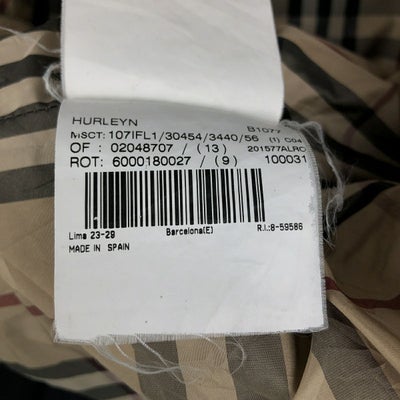 HURLEYN B1077
MSCT: 107IFL1/30454/3440/56 (1) C04
OF : 02048707 / (13) 201577ALRC
ROT: 6000180027 / (9) 100031
Lima 23-29 Barcelona(E) R.I.:8-59586
MADE IN SPAIN